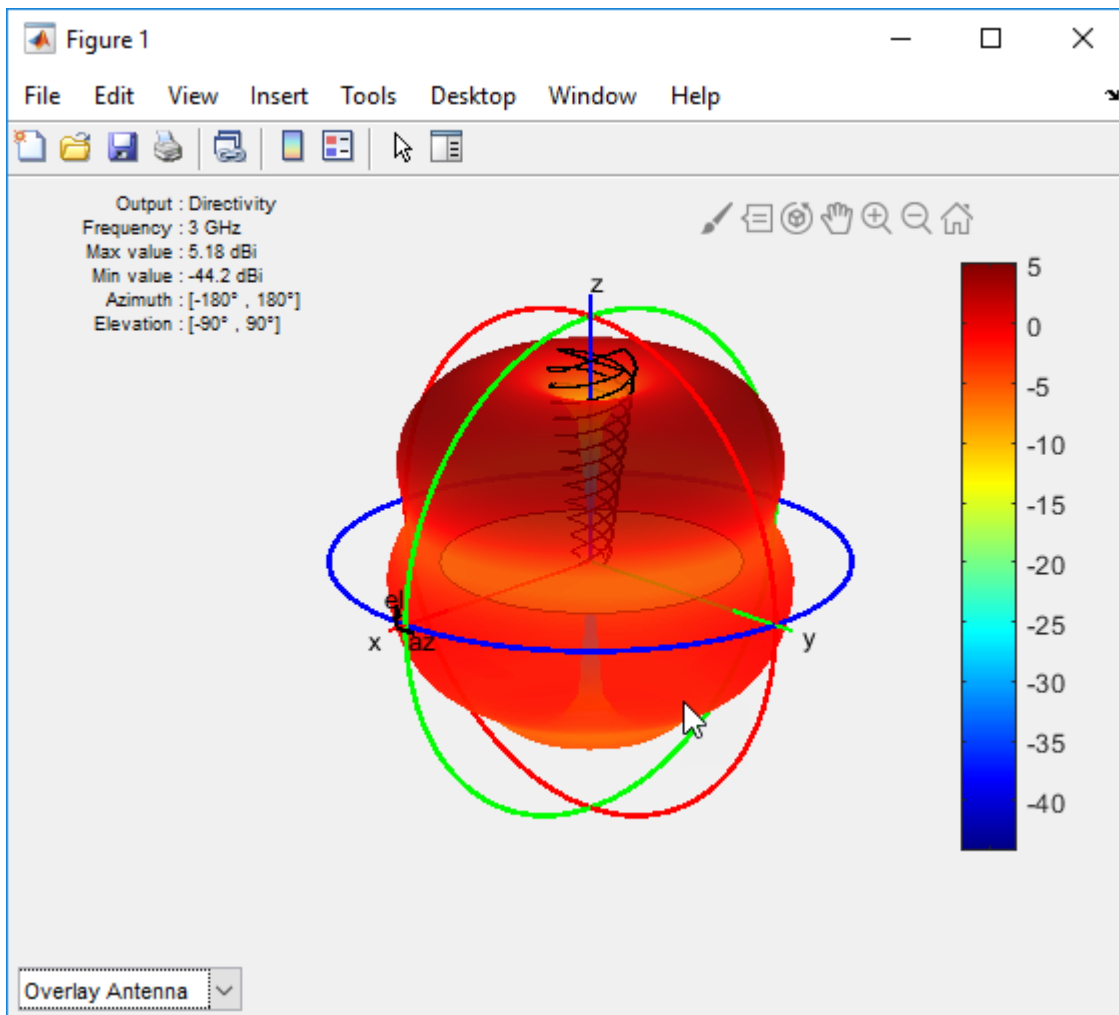 Figure 1
File Edit View Insert Tools Desktop Window Help
Output : Directivity
Frequency : 3 GHz
Max value : 5.18 dBi
Min value : -44.2 dBi
Azimuth : [-180° , 180°]
Elevation : [-90° , 90°]
z
el
x
az
y
5
0
-5
-10
-15
-20
-25
-30
-35
-40
Overlay Antenna